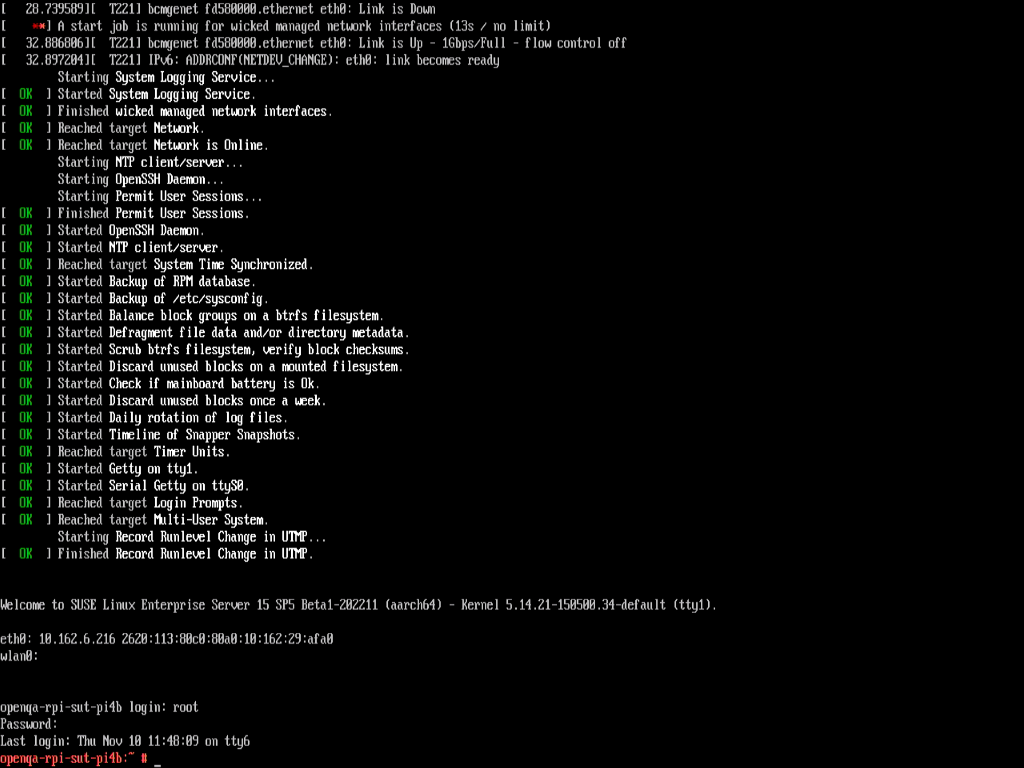 [   28.739589][  T221] bcmgenet fd580000.ethernet eth0: Link is Down
[    **] A start job is running for wicked managed network interfaces (13s / no limit)
[   32.886806][  T221] bcmgenet fd580000.ethernet eth0: Link is Up - 1Gbps/Full - flow control off
[   32.897204][  T221] IPv6: ADDRCONF(NETDEV_CHANGE): eth0: link becomes ready
         Starting System Logging Service...
[  OK  ] Started System Logging Service.
[  OK  ] Finished wicked managed network interfaces.
[  OK  ] Reached target Network.
[  OK  ] Reached target Network is Online.
         Starting NTP client/server...
         Starting OpenSSH Daemon...
         Starting Permit User Sessions...
[  OK  ] Finished Permit User Sessions.
[  OK  ] Started OpenSSH Daemon.
[  OK  ] Started NTP client/server.
[  OK  ] Reached target System Time Synchronized.
[  OK  ] Started Backup of RPM database.
[  OK  ] Started Backup of /etc/sysconfig.
[  OK  ] Started Balance block groups on a btrfs filesystem.
[  OK  ] Started Defragment file data and/or directory metadata.
[  OK  ] Started Scrub btrfs filesystem, verify block checksums.
[  OK  ] Started Discard unused blocks on a mounted filesystem.
[  OK  ] Started Check if mainboard battery is Ok.
[  OK  ] Started Discard unused blocks once a week.
[  OK  ] Started Daily rotation of log files.
[  OK  ] Started Timeline of Snapper Snapshots.
[  OK  ] Reached target Timer Units.
[  OK  ] Started Getty on tty1.
[  OK  ] Started Serial Getty on ttyS0.
[  OK  ] Reached target Login Prompts.
[  OK  ] Reached target Multi-User System.
         Starting Record Runlevel Change in UTMP...
[  OK  ] Finished Record Runlevel Change in UTMP.
Welcome to SUSE Linux Enterprise Server 15 SP5 Beta1-202211 (aarch64) - Kernel 5.14.21-150500.34-default (tty1).
eth0: 10.162.6.216 2620:113:80c0:80a0:10:162:29:afa0
wlan0:
openqa-rpi-sut-pi4b login: root
Password:
Last login: Thu Nov 10 11:48:09 on tty6
openqa-rpi-sut-pi4b:~ # _